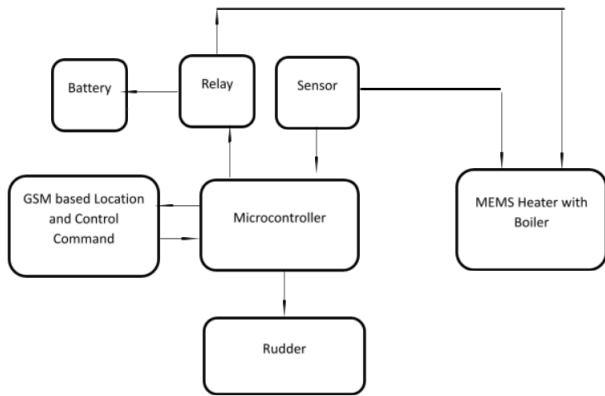 Battery
Relay
Sensor
GSM based Location
and Control
Command
Microcontroller
MEMS Heater with
Boiler
Rudder